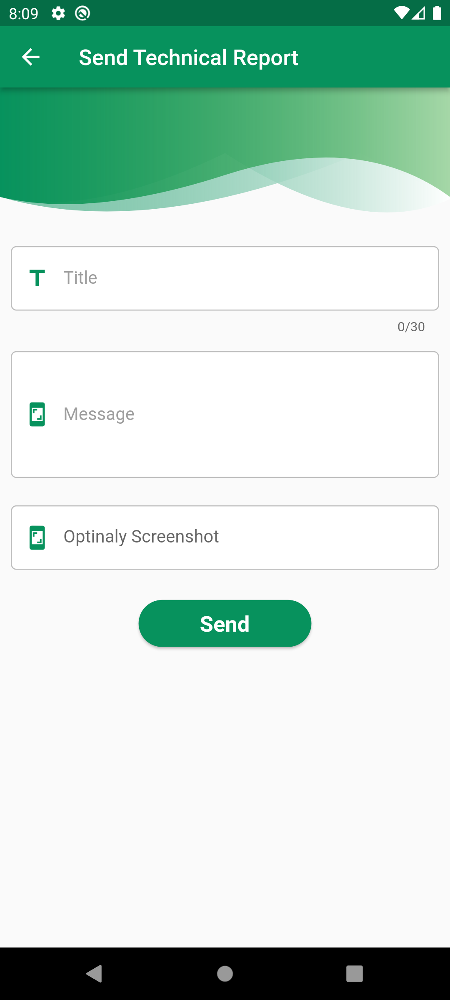 8:09
Send Technical Report
Title
0/30
Message
Optinaly Screenshot
Send